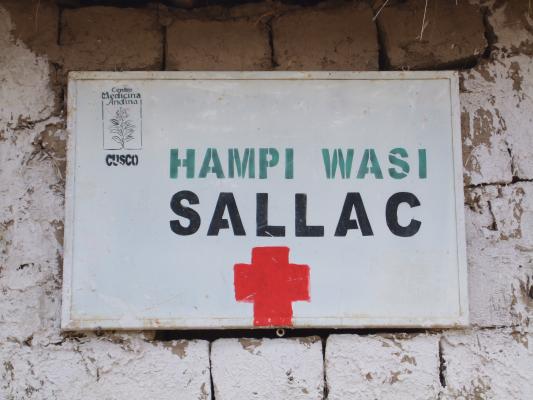 Centro
Medicina
Andina
CUSCO
HAMPI WASI
SALLAC